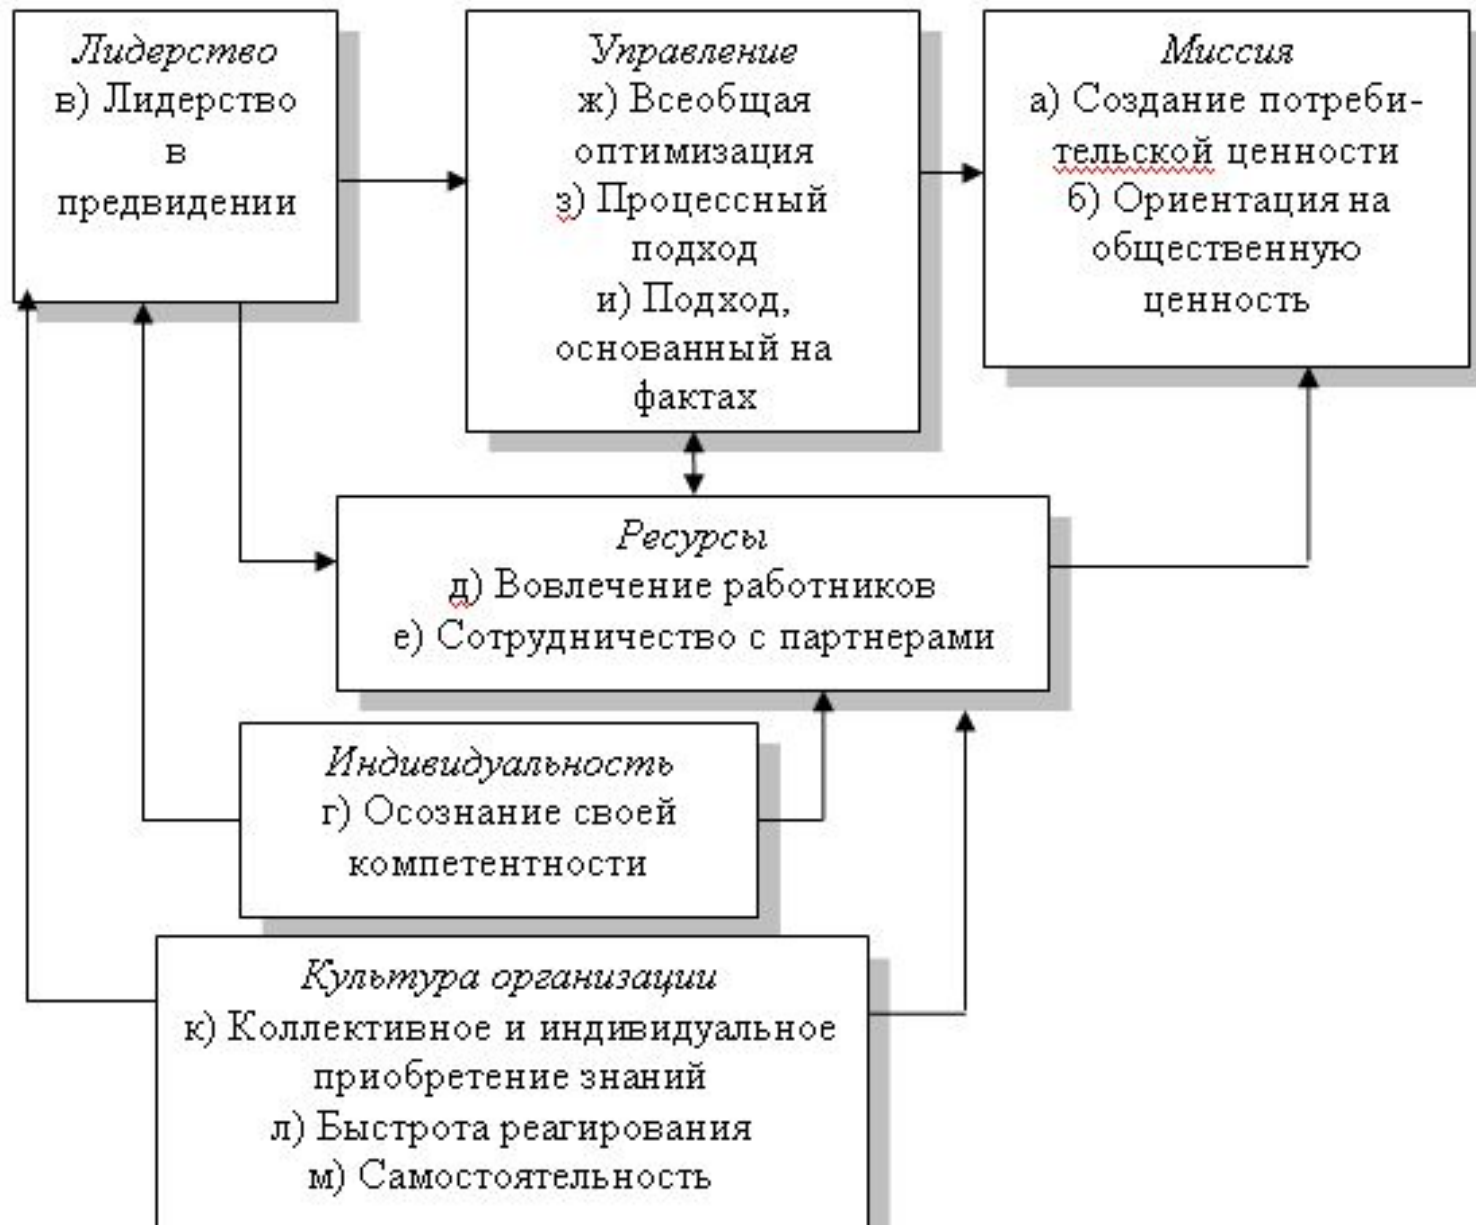 Лидерство
в) Лидерство
в
предвидении
Управление
ж) Всеобщая
оптимизация
з) Процессный
подход
и) Подход,
основанный на
фактах
Миссия
а) Создание потреби-
тельской ценности
б) Ориентация на
общественную
ценность
Ресурсы
д) Вовлечение работников
е) Сотрудничество с партнерами
Индивидуальность
г) Осознание своей
компетентности
Культура организации
к) Коллективное и индивидуальное
приобретение знаний
л) Быстрота реагирования
м) Самостоятельность